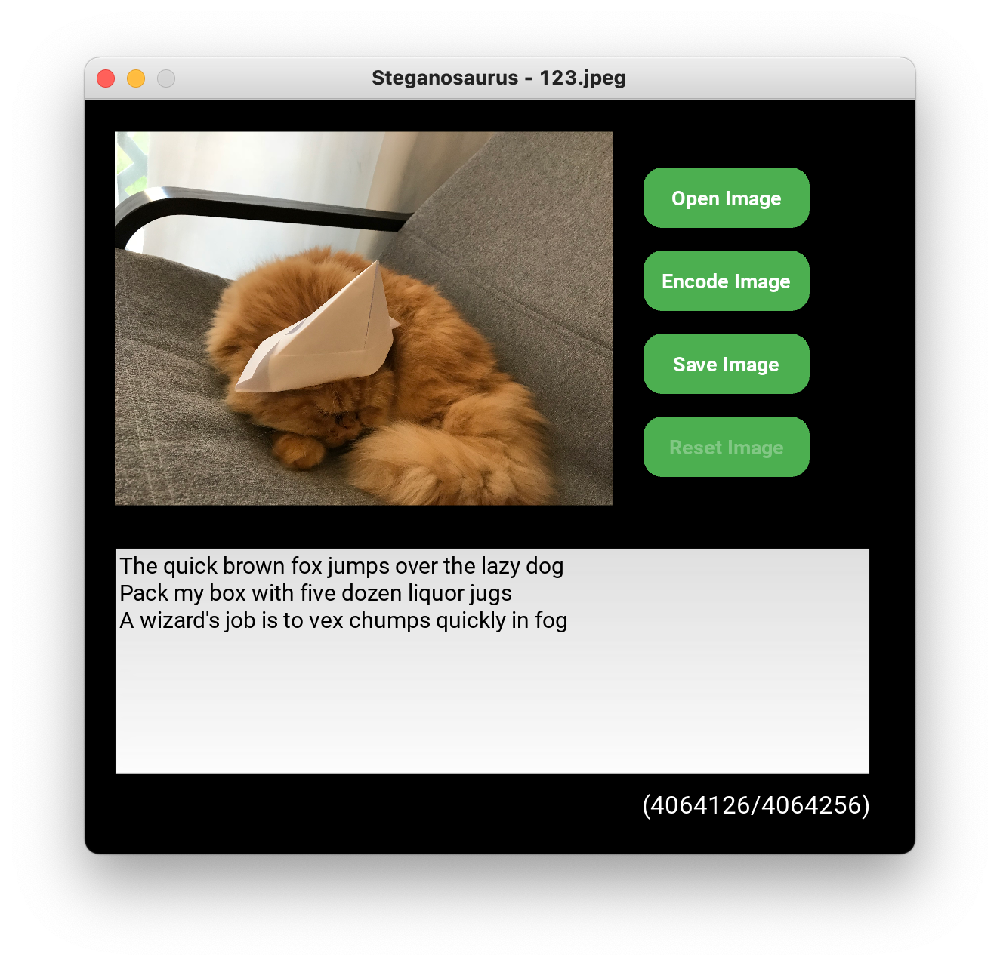 Steganosaurus - 123.jpeg
Open Image
Encode Image
Save Image
Reset Image
The quick brown fox jumps over the lazy dog
Pack my box with five dozen liquor jugs
A wizard's job is to vex chumps quickly in fog
(4064126/4064256)